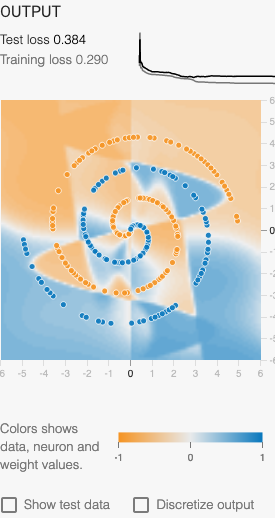 OUTPUT
Test loss 0.384
Training loss 0.290
6
5
4
3
2
1
0
-1
-2
-3
-4
-5
-6
6 -5 -4 -3 -2 -1 0 1 2 3 4 5 6
Colors shows
data, neuron and
weight values.
-1 0 1
Show test data Discretize output